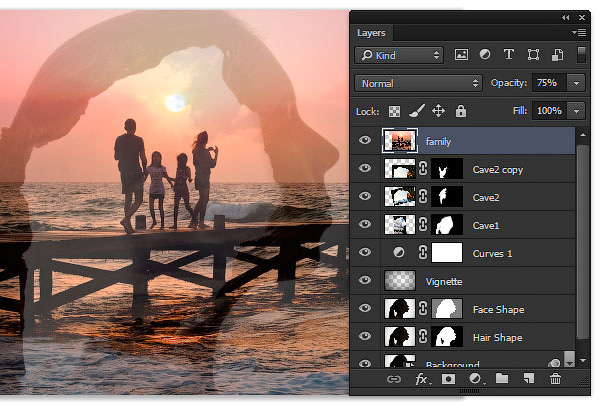 Layers
Kind
Normal Opacity: 75%
Lock: Fill: 100%
family
Cave2 copy
Cave2
Cave1
Curves 1
Vignette
Face Shape
Hair Shape
Background
fx